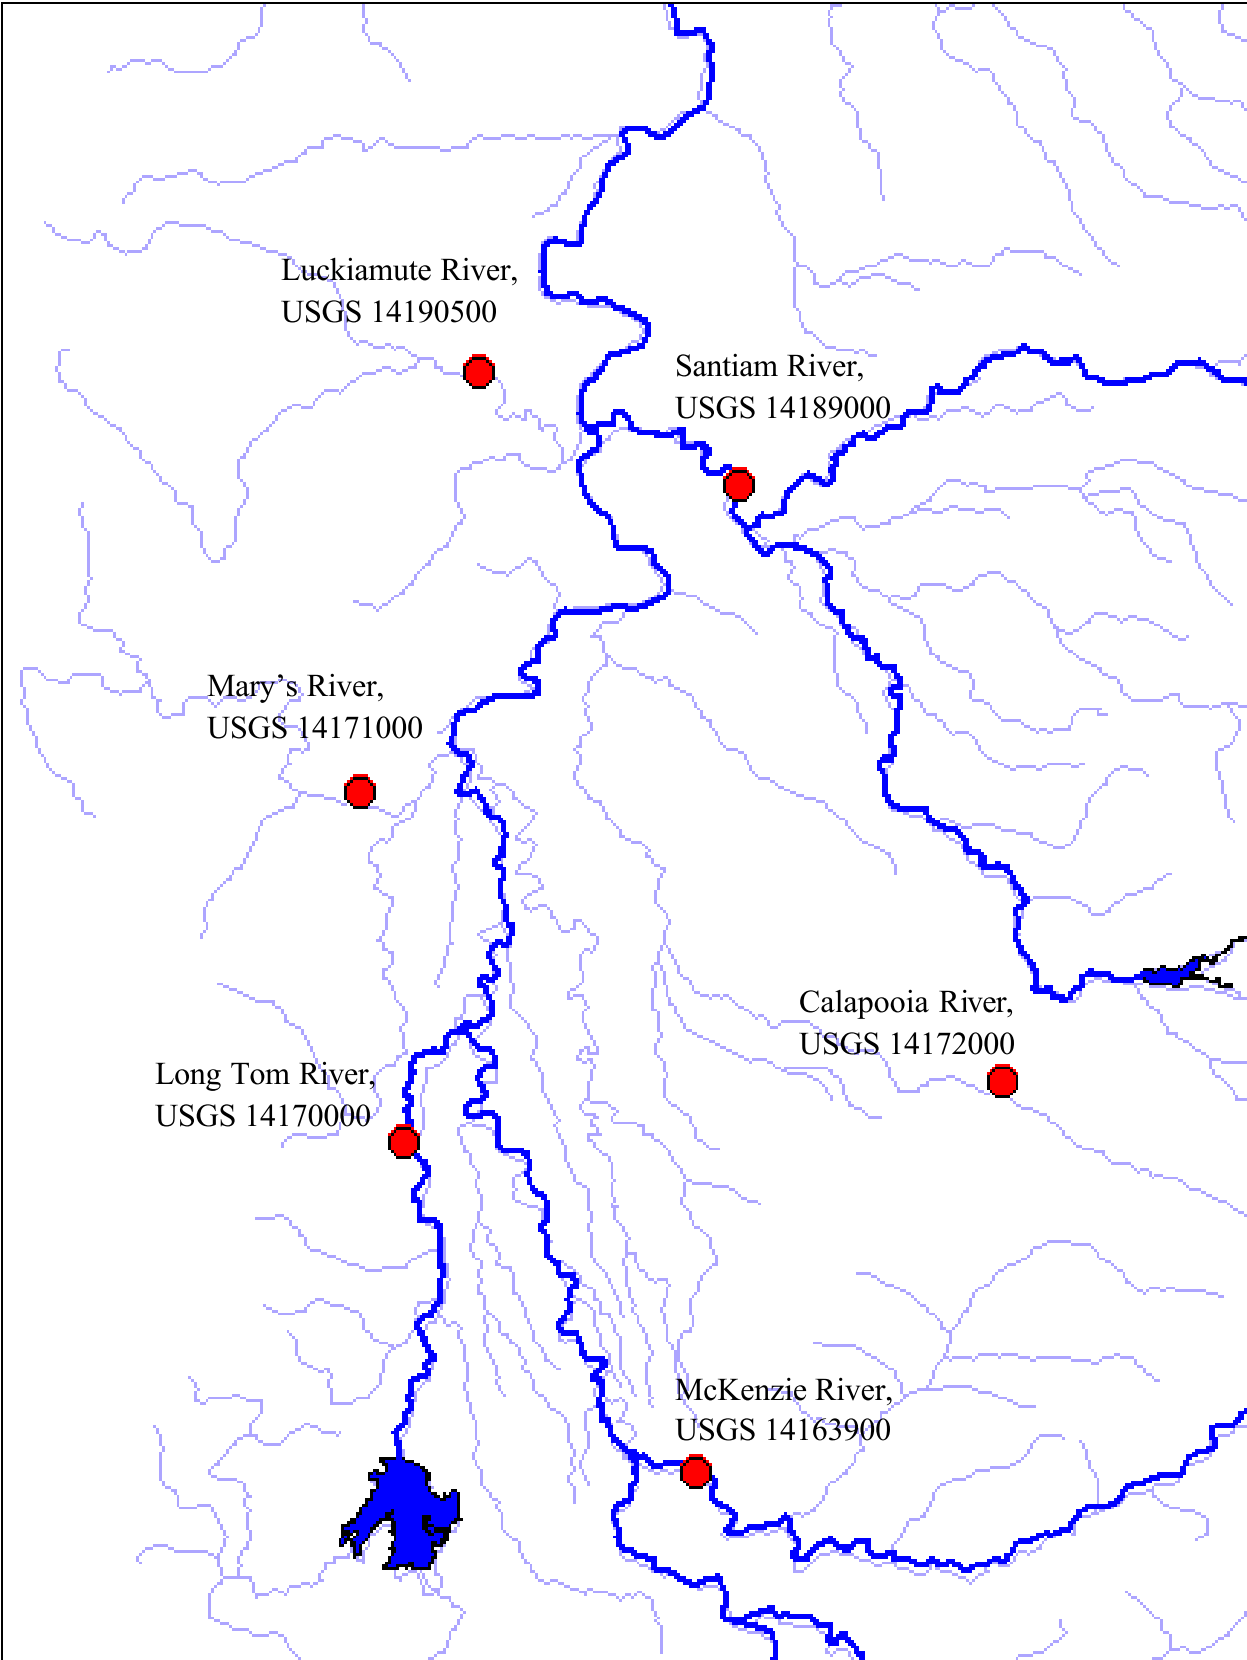 Luckiamute River,
USGS 14190500
Santiam River,
USGS 14189000
Mary’s River,
USGS 14171000
Calapooia River,
USGS 14172000
Long Tom River,
USGS 14170000
McKenzie River,
USGS 14163900